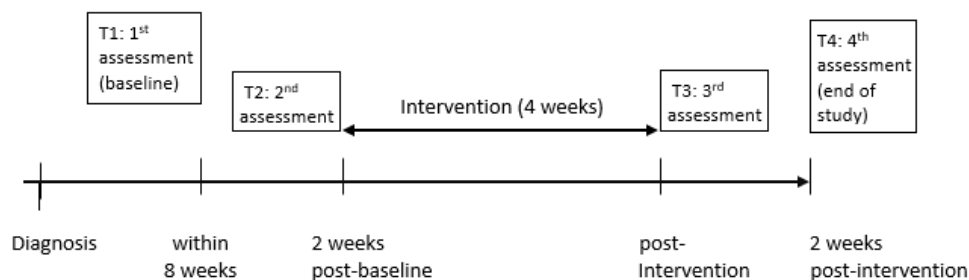 T1: 1st
assessment
(baseline)
T2: 2nd
assessment
Intervention (4 weeks)
T3: 3rd
assessment
T4: 4th
assessment
(end of
study)
Diagnosis
within
8 weeks
2 weeks
post-baseline
post-
Intervention
2 weeks
post-intervention